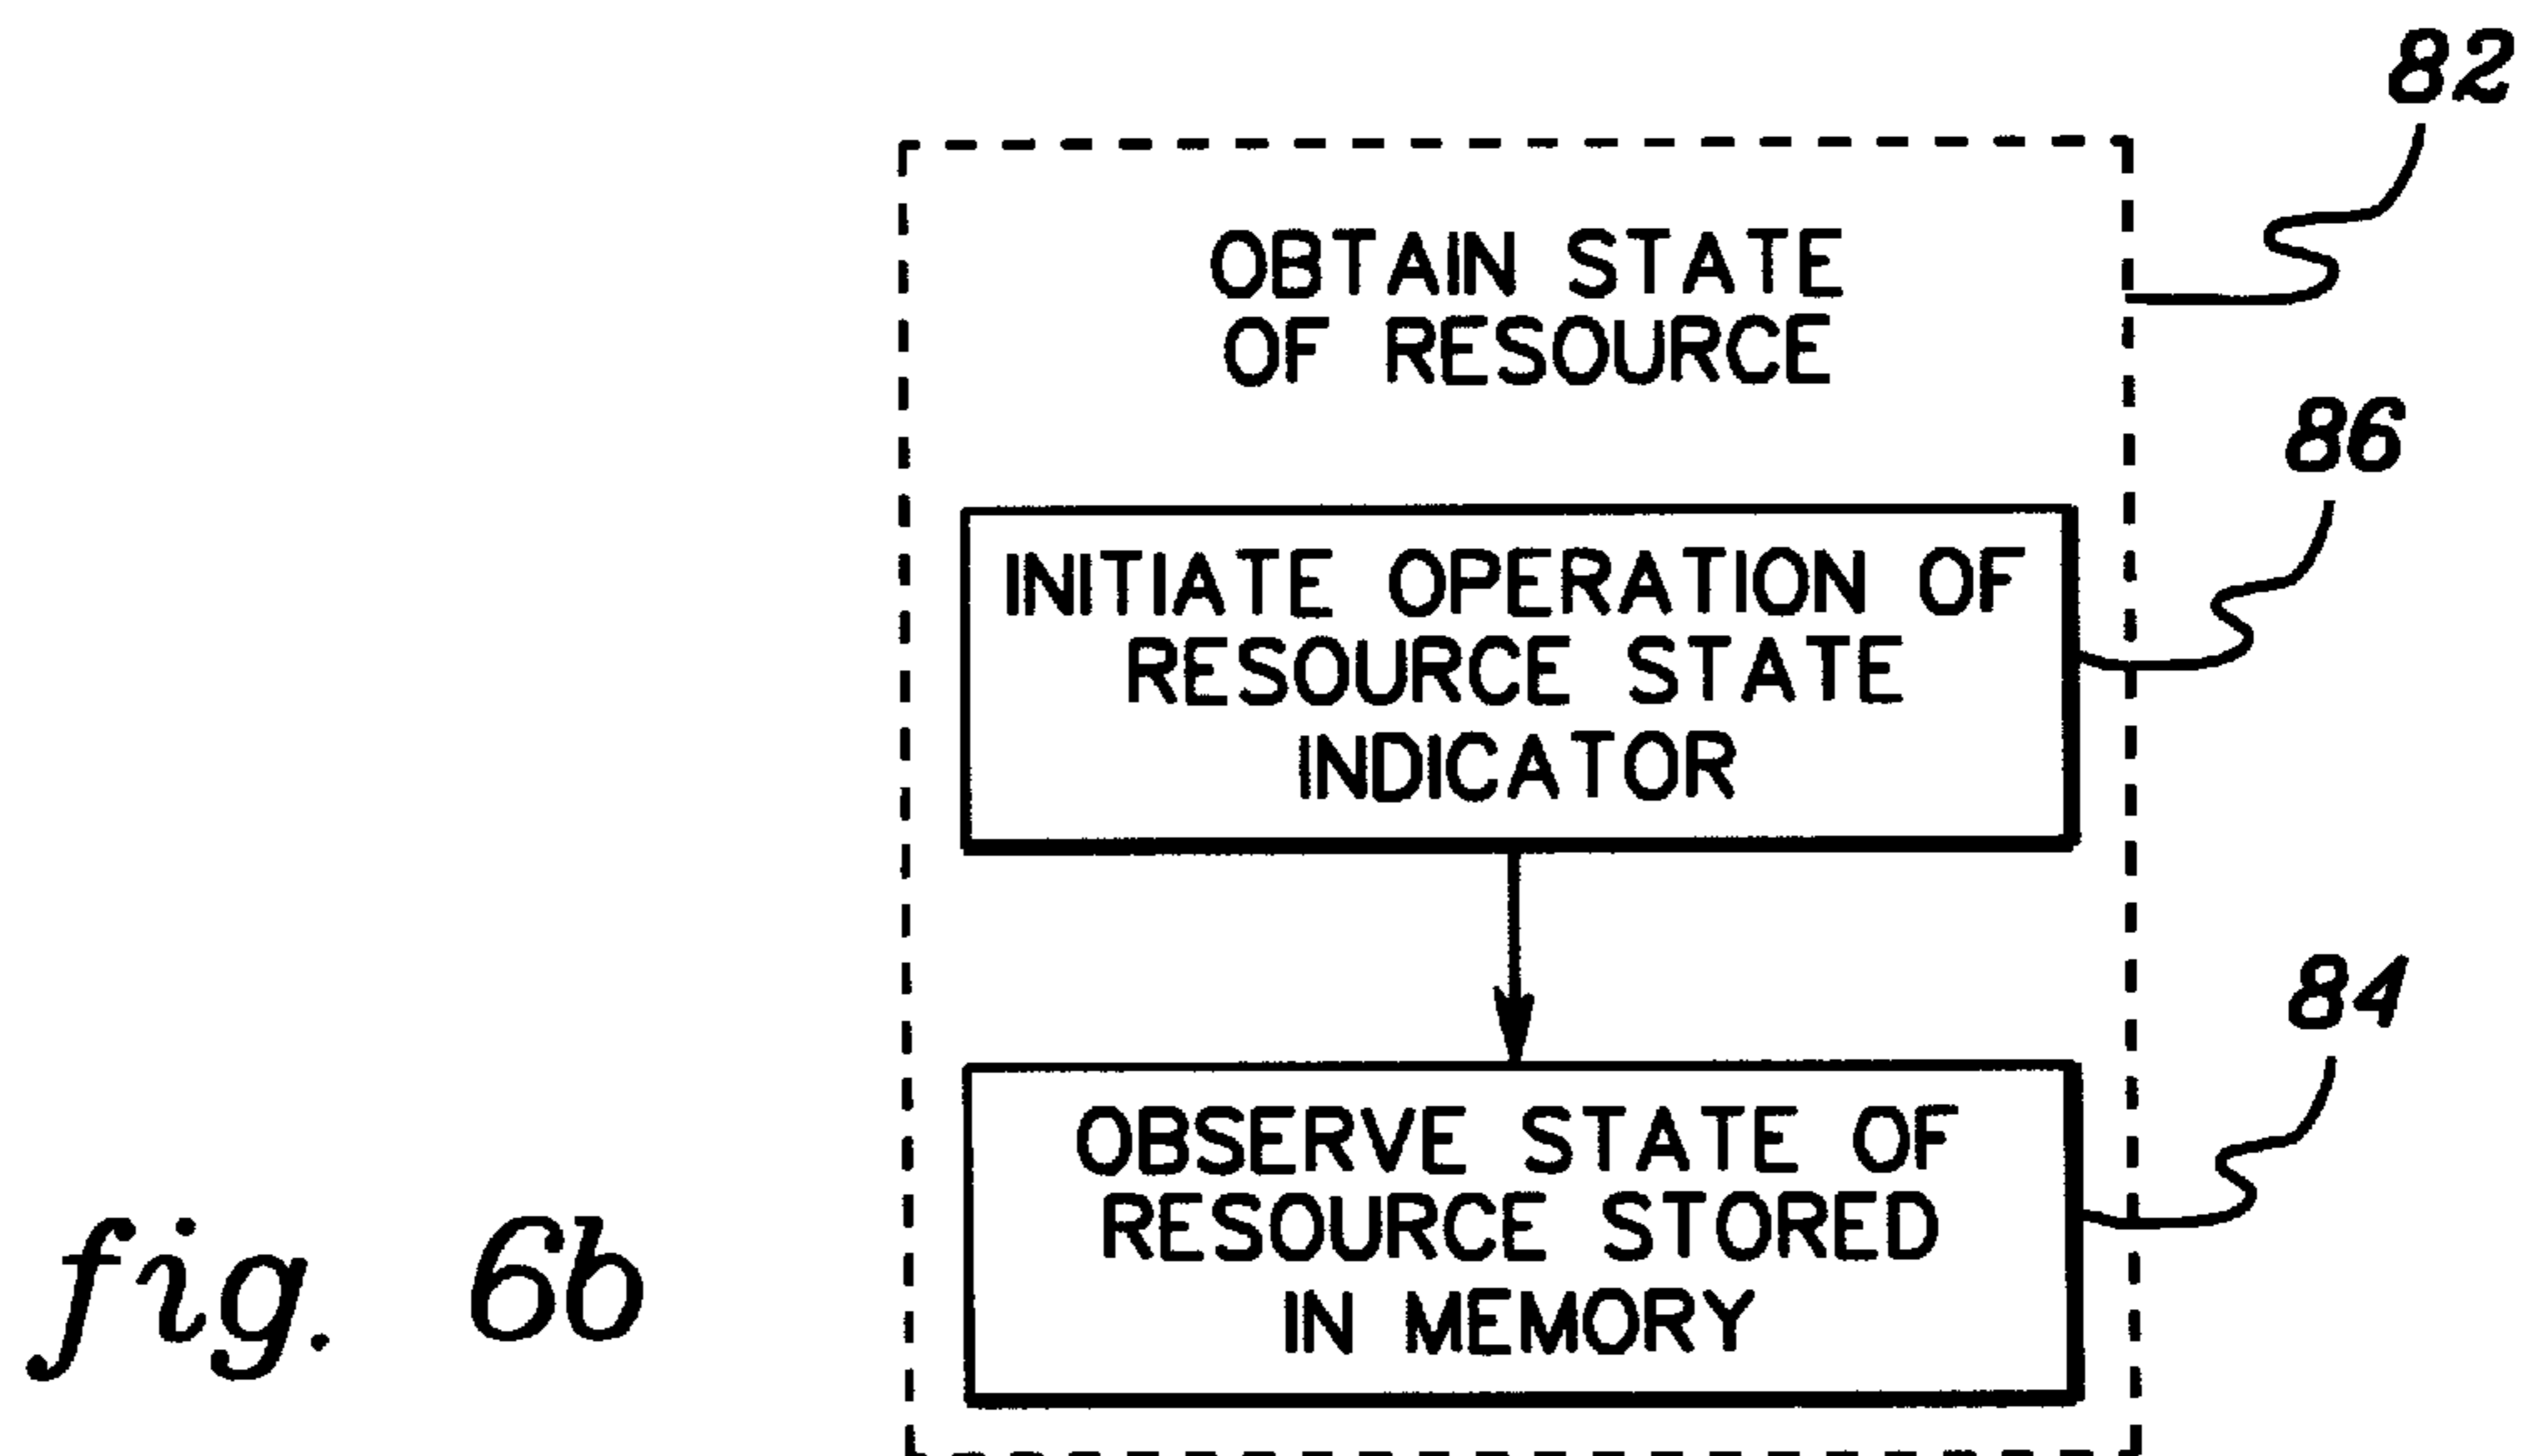 82
OBTAIN STATE
OF RESOURCE
86
INITIATE OPERATION OF
RESOURCE STATE
INDICATOR
84
OBSERVE STATE OF
RESOURCE STORED
IN MEMORY
fig. 6b